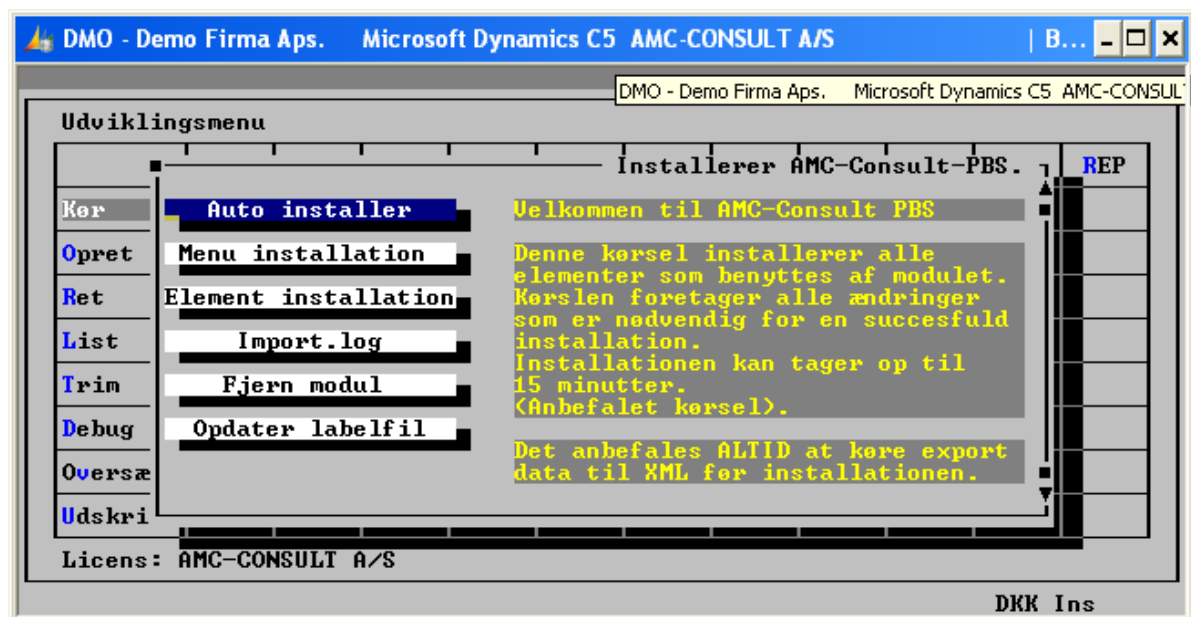 DMO - Demo Firma Aps. Microsoft Dynamics C5 AMC-CONSULT A/S | B...
DMO - Demo Firma Aps. Microsoft Dynamics C5 AMC-CONSUL
Udviklingsmenu
Installerer AMC-Consult-PBS.
REP
Kør
Opret
Ret
List
Trim
Debug
Oversæ
Udskri
Auto installer
Menu installation
Element installation
Import.log
Fjern modul
Opdater labelfil
Velkommen til AMC-Consult PBS
Denne kørsel installerer alle
elementer som benyttes af modulet.
Kørslen foretager alle ændringer
som er nødvendig for en succesfuld
installation.
Installationen kan tager op til
15 minutter.
(Anbefalet kørsel).
Det anbefales ALTID at køre export
data til XML før installationen.
Licens: AMC-CONSULT A/S
DKK Ins